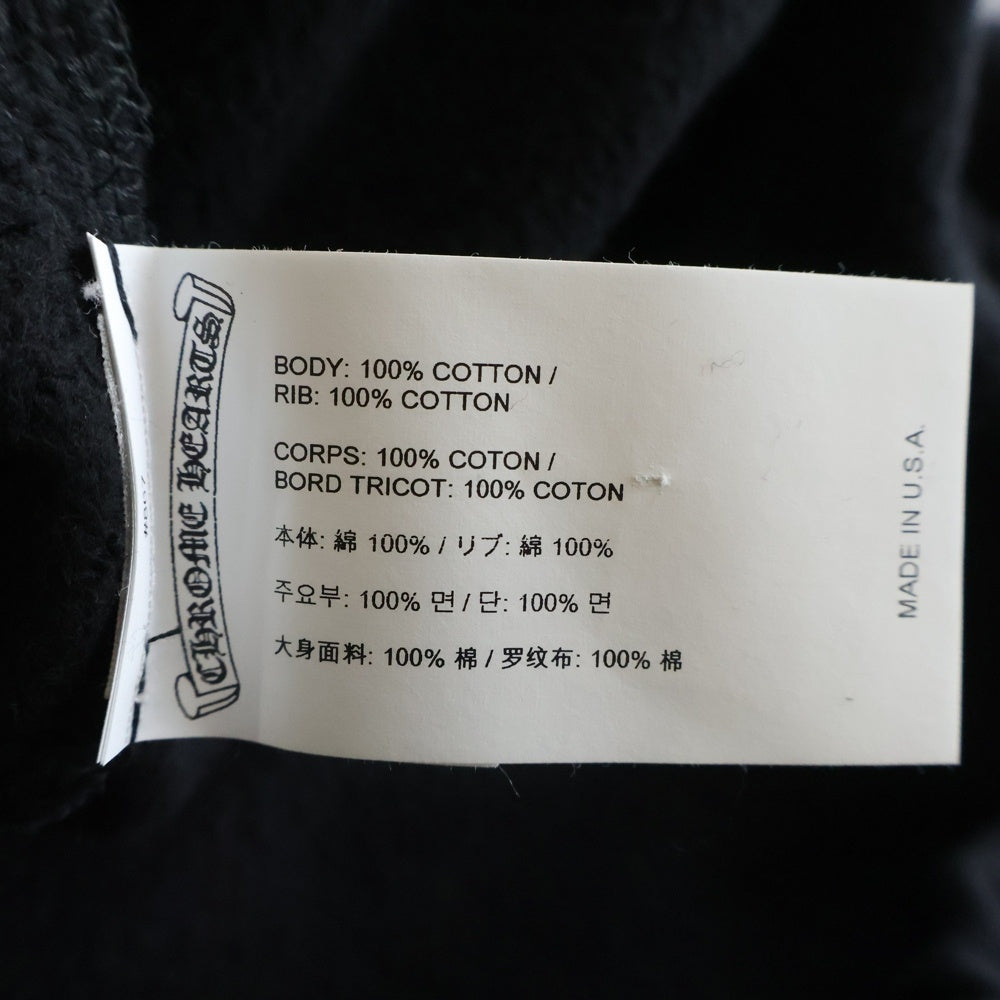 CHROME HEARTS
BODY: 100% COTTON /
RIB: 100% COTTON
CORPS: 100% COTON /
BORD TRICOT: 100% COTON
本体: 綿 100% / リブ: 綿 100%
주요부: 100% 면 / 단: 100% 면
大身面料: 100% 棉 / 罗纹布: 100% 棉
MADE IN U.S.A.